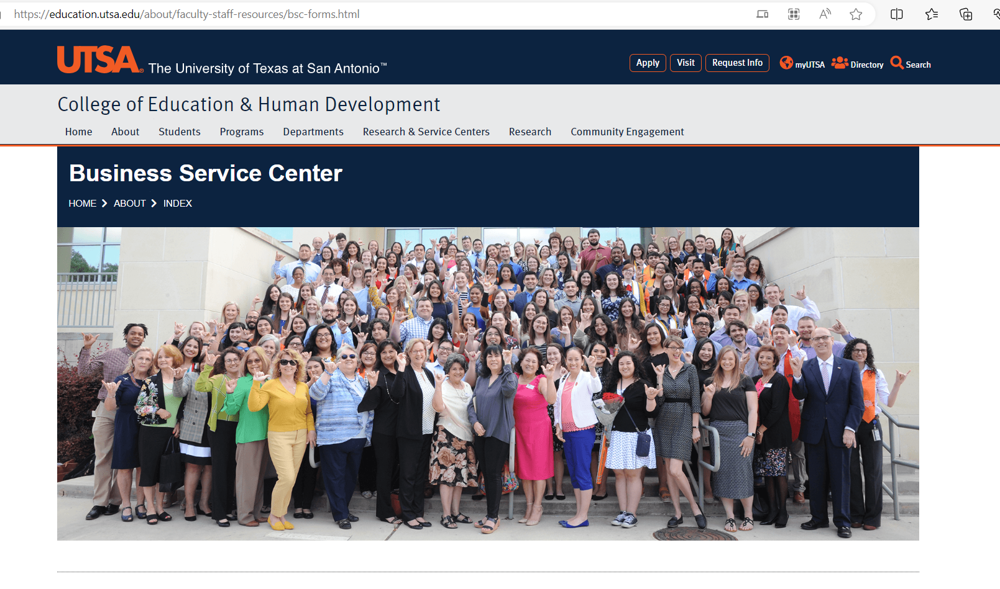 https://education.utsa.edu/about/faculty-staff-resources/bsc-forms.html
UTSA® The University of Texas at San Antonio™
Apply Visit Request Info myUTSA Directory Search
College of Education & Human Development
Home About Students Programs Departments Research & Service Centers Research Community Engagement
Business Service Center
HOME ABOUT INDEX